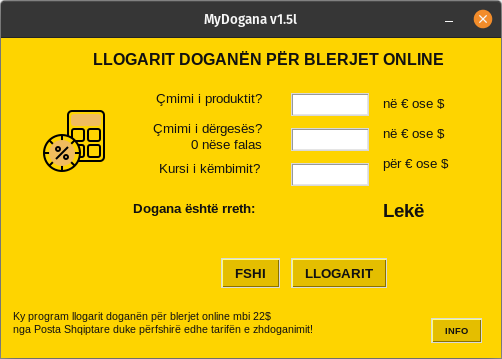 MyDogana v1.5l
LLOGARIT DOGANËN PËR BLERJET ONLINE
Çmimi i produktit?
në € ose $
Çmimi i dërgesës?
0 nëse falas
në € ose $
Kursi i këmbimit?
për € ose $
Dogana është rreth:
Lekë
FSHI
LLOGARIT
Ky program llogarit doganën për blerjet online mbi 22$
nga Posta Shqiptare duke përfshirë edhe tarifën e zhdoganimit!
INFO
%